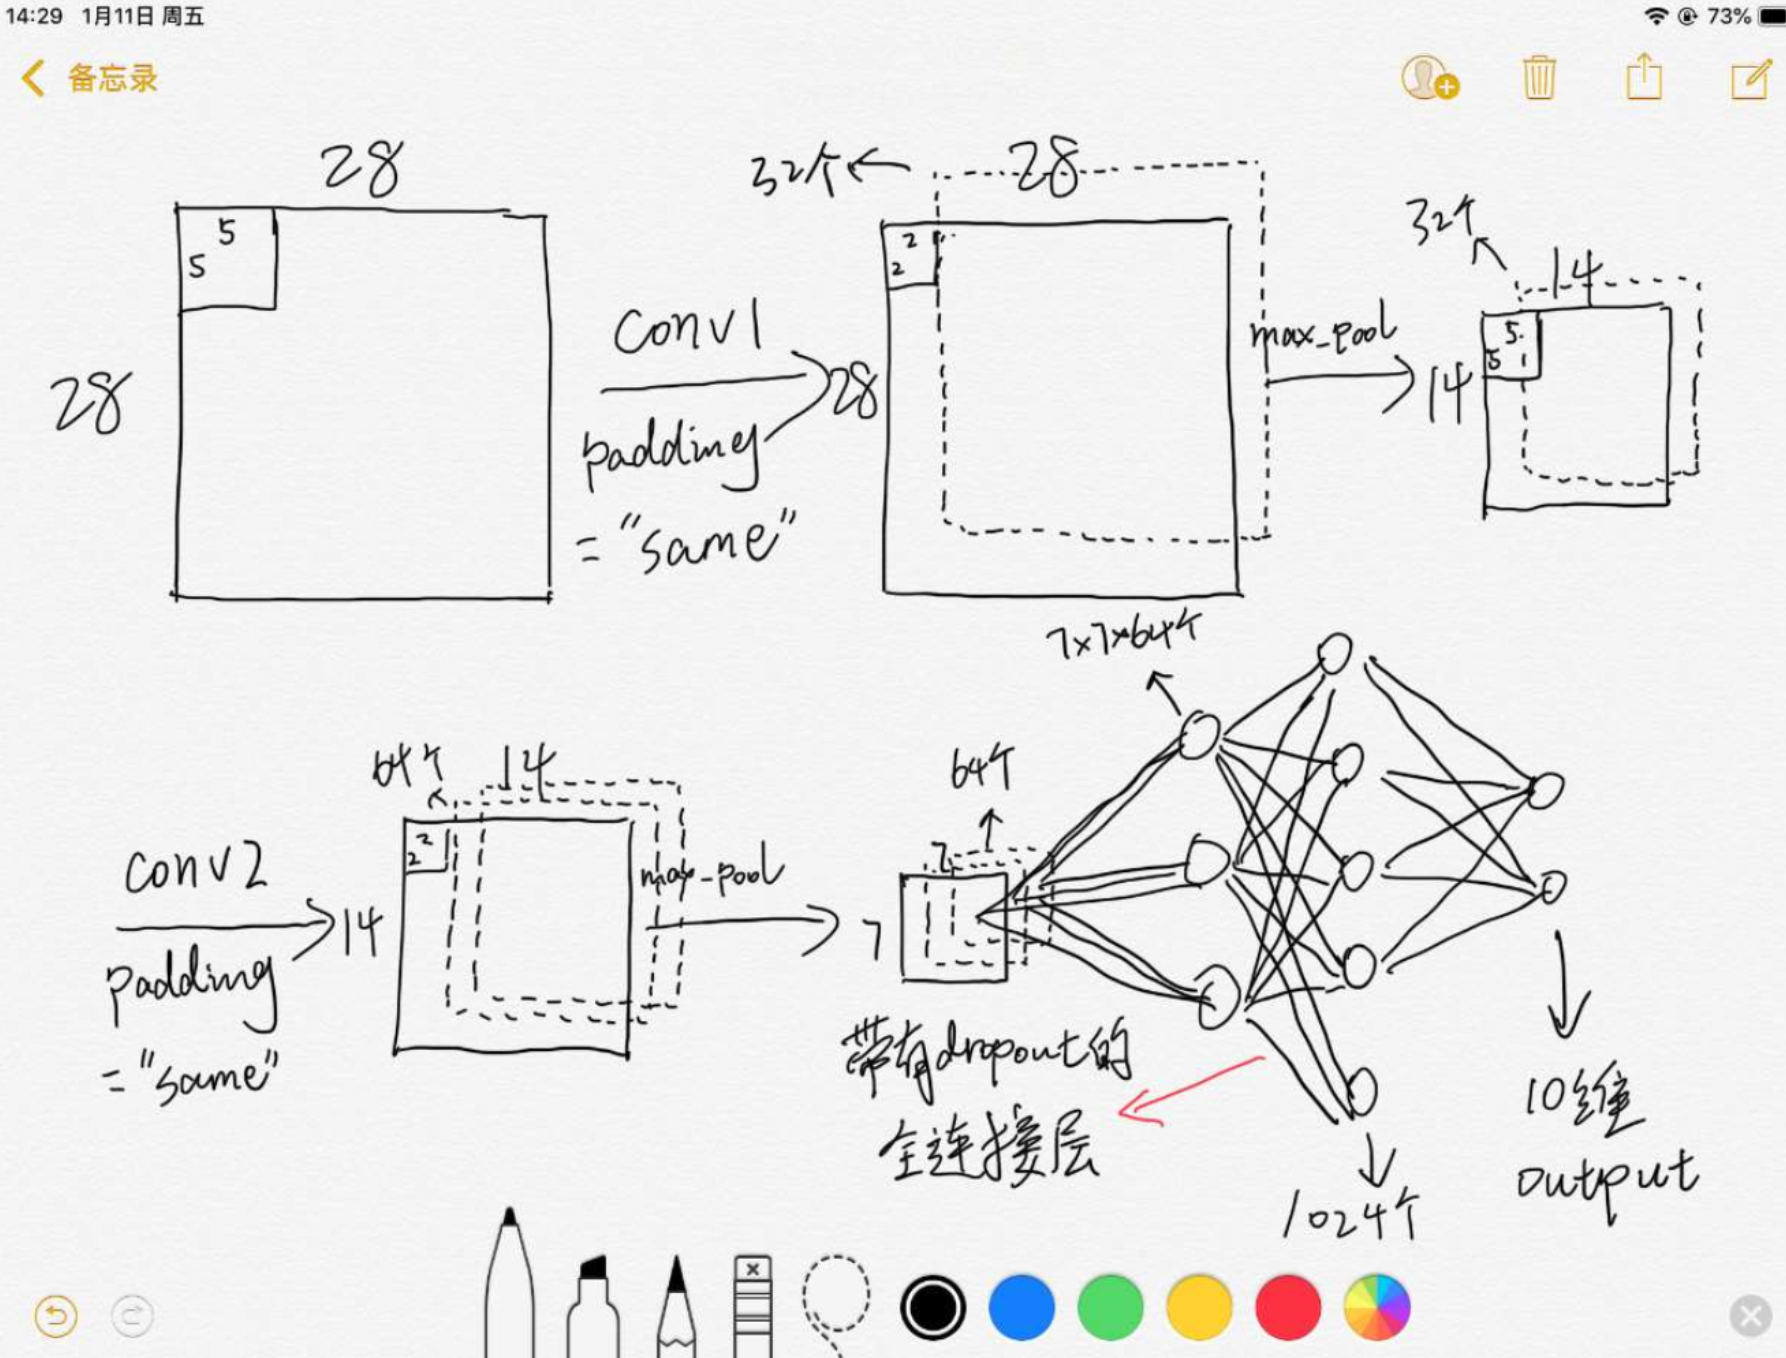 14:29 1月11日 周五
73%
备忘录
28
5
5
28
conv1
padding
= "same"
32个
28
2
2
28
max_pool
32个
14
5
5
14
conv2
padding
= "same"
64个
14
2
2
14
max_pool
64个
7
7
7x7x64个
带有dropout的
全连接层
1024个
10维
output